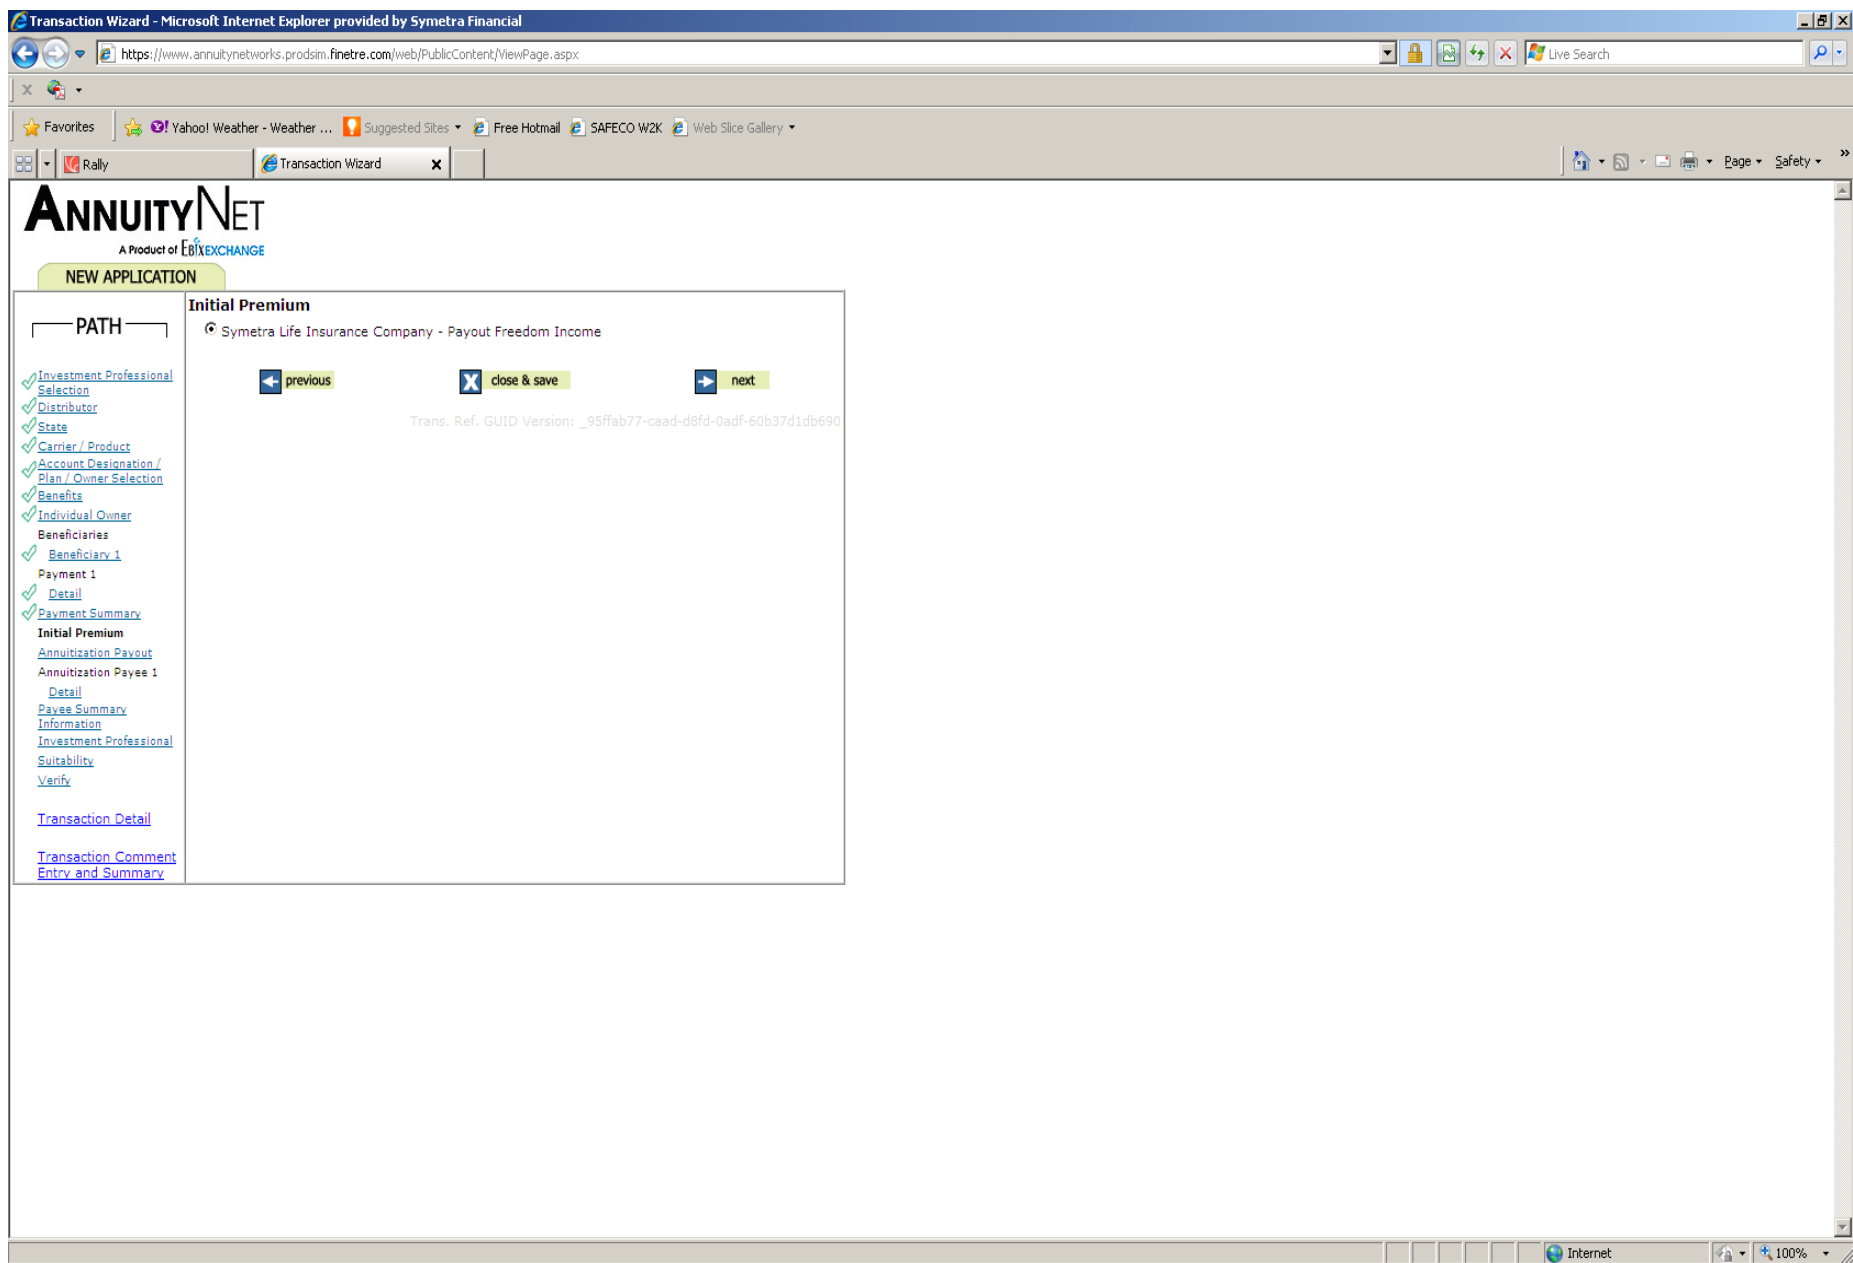 Transaction Wizard - Microsoft Internet Explorer provided by Symetra Financial
https://www.annuitynetworks.prodsim.finetre.com/web/PublicContent/ViewPage.aspx
Live Search
Favorites
Yahoo! Weather - Weather ...
Suggested Sites
Free Hotmail
SAFECO W2K
Web Slice Gallery
Rally
Transaction Wizard
Page
Safety
ANNUITYNET
A Product of EBIXEXCHANGE
NEW APPLICATION
PATH
Investment Professional
Selection
Distributor
State
Carrier / Product
Account Designation /
Plan / Owner Selection
Benefits
Individual Owner
Beneficiaries
Beneficiary 1
Payment 1
Detail
Payment Summary
Initial Premium
Annuitization Payout
Annuitization Payee 1
Detail
Payee Summary
Information
Investment Professional
Suitability
Verify
Transaction Detail
Transaction Comment
Entry and Summary
Initial Premium
Symetra Life Insurance Company - Payout Freedom Income
previous
close & save
next
Trans. Ref. GUID Version: _95ffab77-caad-d8fd-0adf-60b37d1db690
Internet
100%